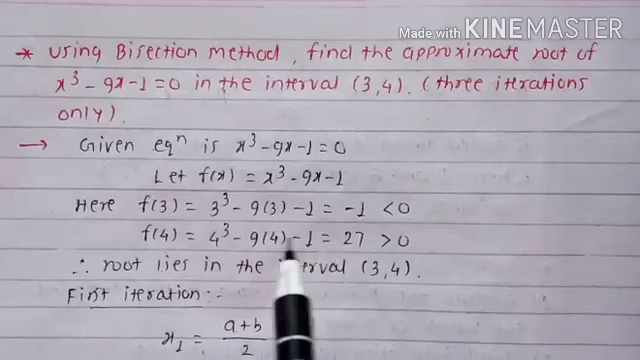 Made with KINEMASTER
* Using Bisection method, find the approximate root of
x³ - 9x - 1 = 0 in the interval (3,4). (three iterations
only).
→ Given eqⁿ is x³ - 9x - 1 = 0
Let f(x) = x³ - 9x - 1
Here f(3) = 3³ - 9(3) - 1 = -1 < 0
f(4) = 4³ - 9(4) - 1 = 27 > 0
∴ root lies in the interval (3,4).
First iteration:-
x₁ = a+b / 2